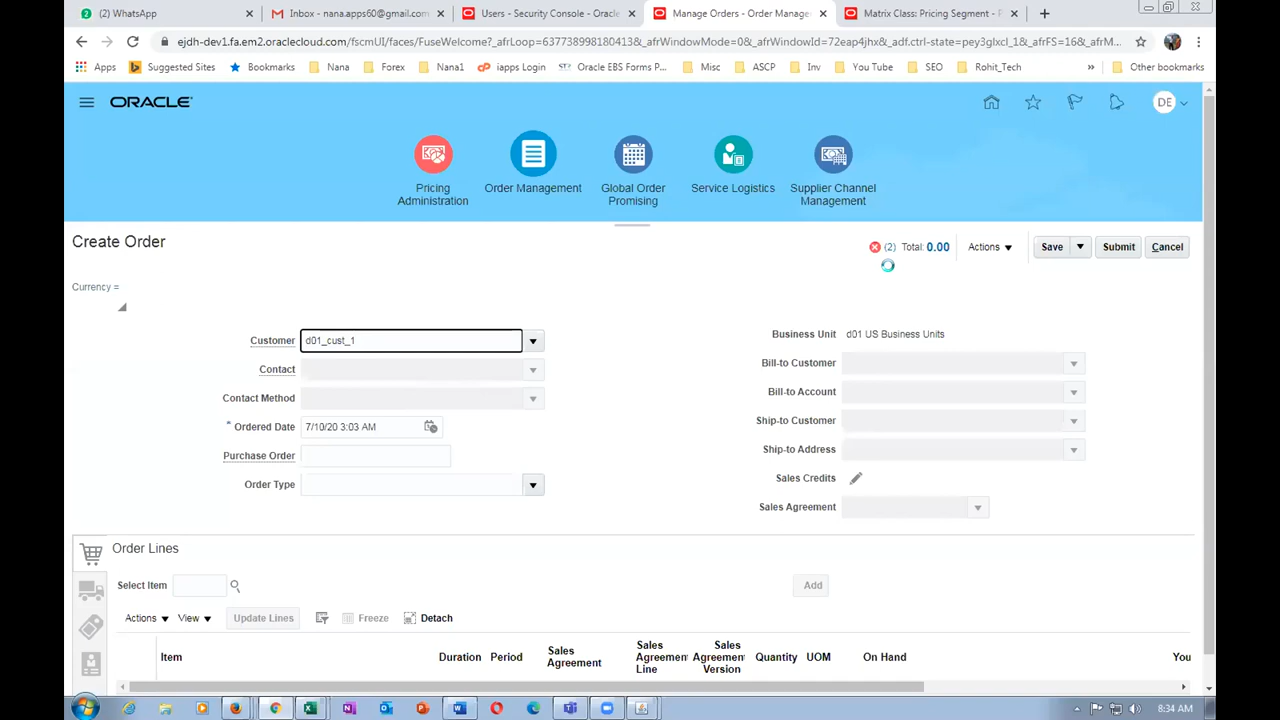 WhatsApp
Inbox - nana.apps60@gmail.com
Users - Security Console - Oracle
Manage Orders - Order Manage
Matrix Class: Pricing Segment - P
ejdh-dev1.fa.em2.oraclecloud.com/fscmUI/faces/FuseWelcome?_afrLoop=6377389918041​3&_afrWindowMode=0&_afrWindowId=72eap4jhx&_adf.ctrl-state=pey3glxcl_1&_afrFS=16&_afrM...
Apps
Suggested Sites
Bookmarks
Nana
Forex
Nana1
iapps Login
Oracle EBS Forms P...
Misc
ASCP
Inv
You Tube
SEO
Rohit_Tech
»
Other bookmarks
ORACLE
DE
Pricing Administration
Order Management
Global Order Promising
Service Logistics
Supplier Channel Management
Create Order
(2) Total: 0.00
Actions
Save
Submit
Cancel
Currency =
Customer d01_cust_1
Contact
Contact Method
* Ordered Date 7/10/20 3:03 AM
Purchase Order
Order Type
Business Unit d01 US Business Units
Bill-to Customer
Bill-to Account
Ship-to Customer
Ship-to Address
Sales Credits
Sales Agreement
Order Lines
Select Item
Add
Actions View Update Lines Freeze Detach
Item
Duration
Period
Sales Agreement
Sales Agreement Line
Sales Agreement Version
Quantity
UOM
On Hand
You
8:34 AM